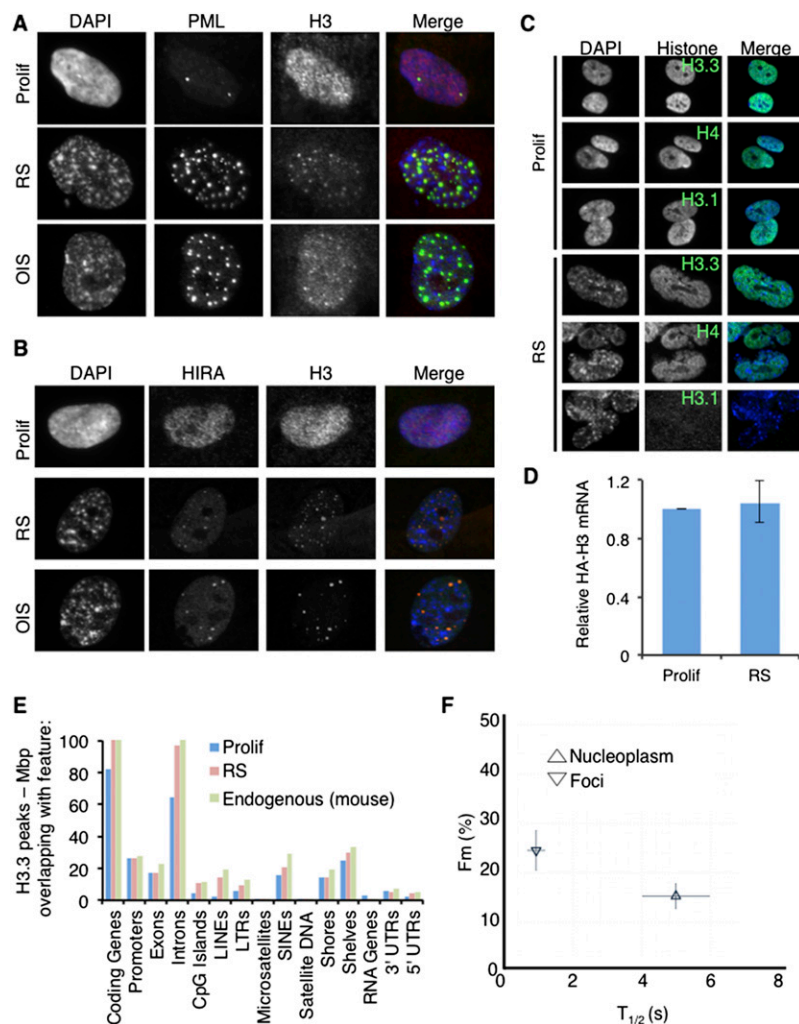 A
DAPI PML H3 Merge
Prolif
RS
OIS
B
DAPI HIRA H3 Merge
Prolif
RS
OIS
C
DAPI Histone Merge
Prolif
H3.3
H4
H3.1
RS
H3.3
H4
H3.1
D
Relative HA-H3 mRNA
1.2
0.8
0.4
0
Prolif RS
E
H3.3 peaks – Mbp
overlapping with feature:
100
80
60
40
20
0
Prolif
RS
Endogenous (mouse)
Coding Genes
Promoters
Exons
Introns
CpG Islands
LINEs
LTRs
Microsatellites
SINEs
Satellite DNA
Shores
Shelves
RNA Genes
3' UTRs
5' UTRs
F
Fm (%)
50
40
30
20
10
0
Nucleoplasm
Foci
2 4 6 8
T1/2 (s)